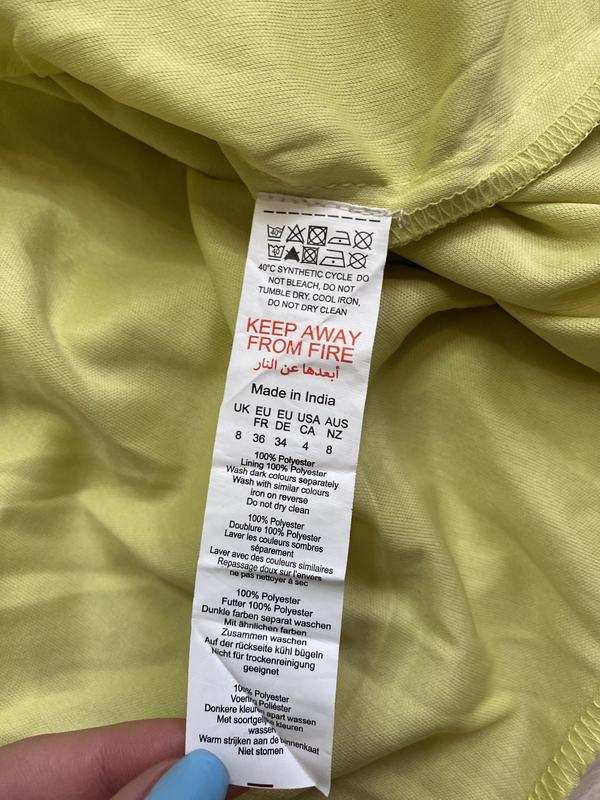 40 40
40°C SYNTHETIC CYCLE DO
NOT BLEACH, DO NOT
TUMBLE DRY, COOL IRON,
DO NOT DRY CLEAN
KEEP AWAY
FROM FIRE
أبعدها عن النار
Made in India
UK EU EU USA AUS
FR DE CA NZ
8 36 34 4 8
100% Polyester
Lining 100% Polyester
Wash dark colours separately
Wash with similar colours
iron on reverse
Do not dry clean
100% Polyester
Doublure 100% Polyester
Laver les couleurs sombres
séparement
Laver avec des couleurs similaires
Repassage doux sur l'envers
ne pas nettoyer à sec
100% Polyester
Futter 100% Polyester
Dunkle farben separat waschen
Mit ähnlichen farben
Zusammen waschen
Auf der rückseite kühl bügeln
Nicht für trockenreinigung
geeignet
100% Polyester
Polléster
Donkere kleuren apart wassen
Met soortgelijke kleuren
wassen
Warm strijken aan de binnenkaat
Niet stomen